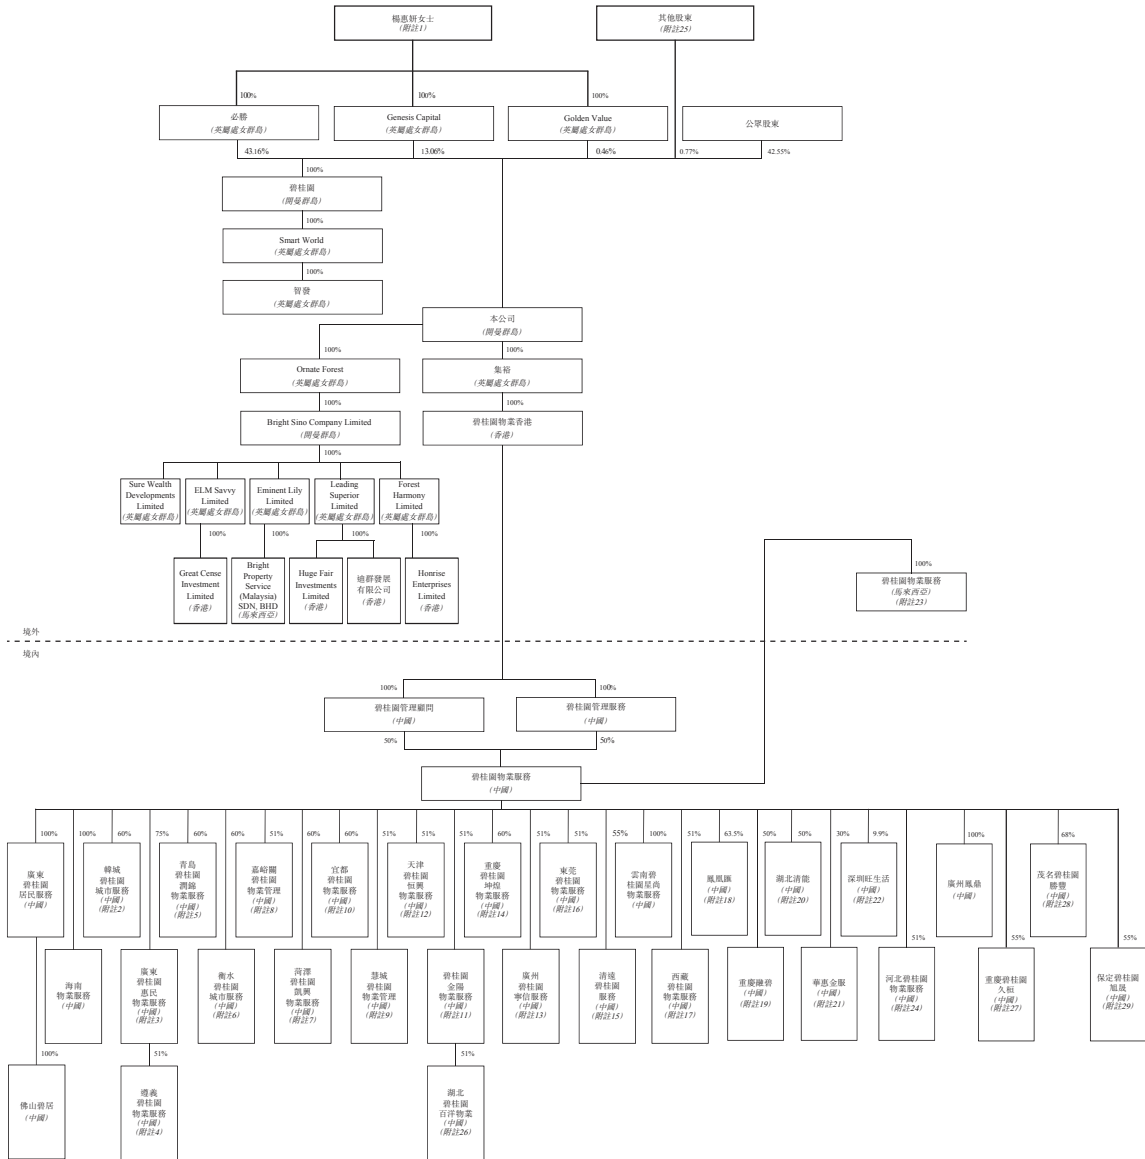 楊惠妍女士
(附註1)
其他股東
(附註25)
100%
100%
100%
必勝
(英屬處女群島)
Genesis Capital
(英屬處女群島)
Golden Value
(英屬處女群島)
公眾股東
43.16%
13.06%
0.46%
0.77%
42.55%
100%
碧桂園
(開曼群島)
100%
Smart World
(英屬處女群島)
100%
智發
(英屬處女群島)
本公司
(開曼群島)
100%
100%
Ornate Forest
(英屬處女群島)
集裕
(英屬處女群島)
100%
100%
Bright Sino Company Limited
(開曼群島)
碧桂園物業香港
(香港)
100%
Sure Wealth
Developments
Limited
(英屬處女群島)
ELM Savvy
Limited
(英屬處女群島)
Eminent Lily
Limited
(英屬處女群島)
Leading
Superior
Limited
(英屬處女群島)
Forest
Harmony
Limited
(英屬處女群島)
100%
100%
100%
100%
Great Cense
Investment
Limited
(香港)
Bright
Property
Service
(Malaysia)
SDN, BHD
(馬來西亞)
Huge Fair
Investments
Limited
(香港)
遠群發展
有限公司
(香港)
Honrise
Enterprises
Limited
(香港)
100%
碧桂園物業服務
(馬來西亞)
(附註23)
境外
境內
100%
100%
碧桂園管理顧問
(中國)
碧桂園管理服務
(中國)
50%
50%
碧桂園物業服務
(中國)
100%
100%
60%
75%
60%
60%
51%
60%
60%
51%
51%
51%
60%
51%
51%
55%
100%
51%
63.5%
50%
50%
30%
9.9%
100%
68%
廣東
碧桂園
居民服務
(中國)
韓城
碧桂園
城市服務
(中國)
(附註2)
青島
碧桂園
潤錦
物業服務
(中國)
(附註5)
嘉峪關
碧桂園
物業管理
(中國)
(附註8)
宜都
碧桂園
物業服務
(中國)
(附註10)
天津
碧桂園
恒興
物業服務
(中國)
(附註12)
重慶
碧桂園
坤煌
物業服務
(中國)
(附註14)
東莞
碧桂園
物業服務
(中國)
(附註16)
雲南碧
桂園星尚
物業服務
(中國)
鳳凰匯
(中國)
(附註18)
湖北清能
(中國)
(附註20)
深圳旺生活
(中國)
(附註22)
廣州鳳鼎
(中國)
茂名碧桂園
勝豐
(中國)
(附註28)
51%
55%
55%
海南
物業服務
(中國)
廣東
碧桂園
惠民
物業服務
(中國)
(附註3)
衡水
碧桂園
城市服務
(中國)
(附註6)
菏澤
碧桂園
凱興
物業服務
(中國)
(附註7)
慧城
碧桂園
物業管理
(中國)
(附註9)
碧桂園
金陽
物業服務
(中國)
(附註11)
廣州
碧桂園
寧信服務
(中國)
(附註13)
清遠
碧桂園
服務
(中國)
(附註15)
西藏
碧桂園
物業服務
(中國)
(附註17)
重慶融碧
(中國)
(附註19)
華惠金服
(中國)
(附註21)
河北碧桂園
物業服務
(中國)
(附註24)
重慶碧桂園
久桓
(中國)
(附註27)
保定碧桂園
旭晟
(中國)
(附註29)
100%
51%
51%
佛山碧居
(中國)
遵義
碧桂園
物業服務
(中國)
(附註4)
湖北
碧桂園
百洋物業
(中國)
(附註26)